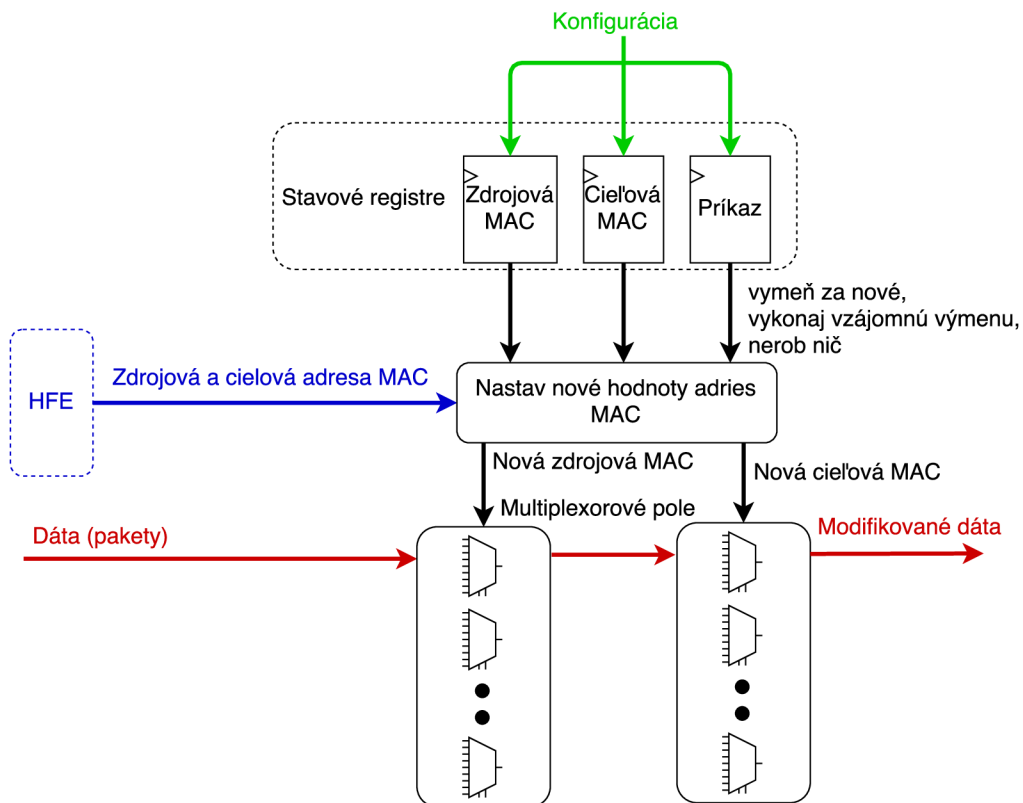 Konfigurácia
Stavové registre
Zdrojová
MAC
Cieľová
MAC
Príkaz
vymeň za nové,
vykonaj vzájomnú výmenu,
nerob nič
HFE
Zdrojová a cielová adresa MAC
Nastav nové hodnoty adries
MAC
Nová zdrojová MAC
Nová cieľová MAC
Multiplexorové pole
Dáta (pakety)
Modifikované dáta